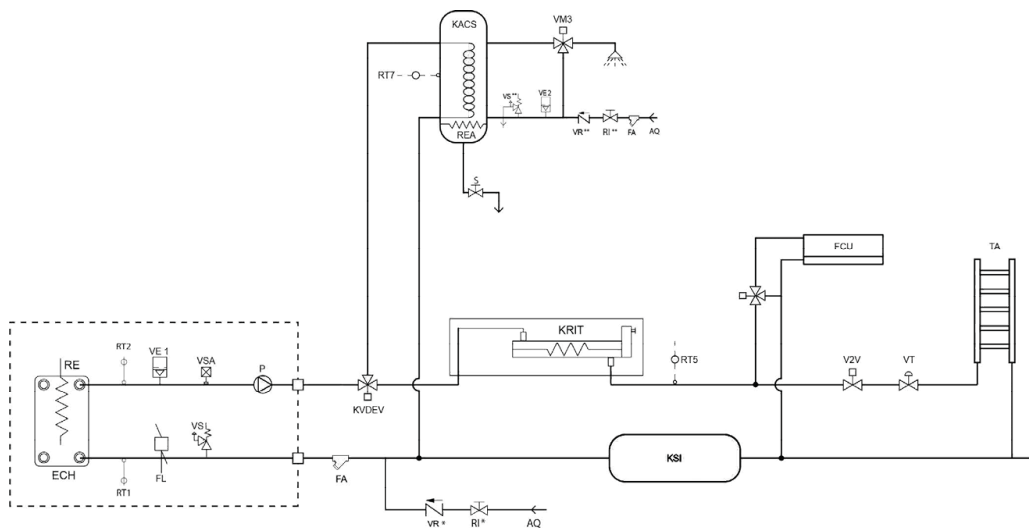 KACS
VM3
RT7
VS**
VE2
REA
VR**
RI**
FA
AQ
S
FCU
TA
KRIT
RT2
VE 1
VSA
RE
P
RT5
V2V
VT
KVDEV
VSI
KSI
ECH
RT1
FL
FA
VR*
RI*
AQ